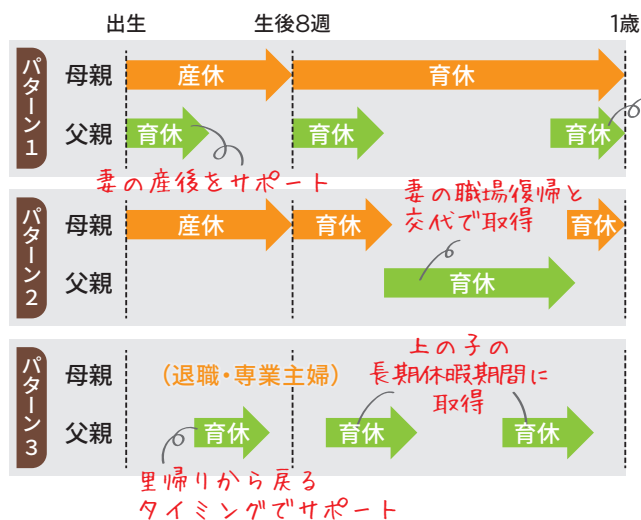 出生 生後8週 1歳
パターン1
母親 産休 育休
父親 育休 育休 育休
妻の産後をサポート
パターン2
母親 産休 育休 育休
妻の職場復帰と
交代で取得
父親 育休
パターン3
母親 (退職・専業主婦)
上の子の
長期休暇期間に
取得
父親 育休 育休 育休
里帰りから戻る
タイミングでサポート